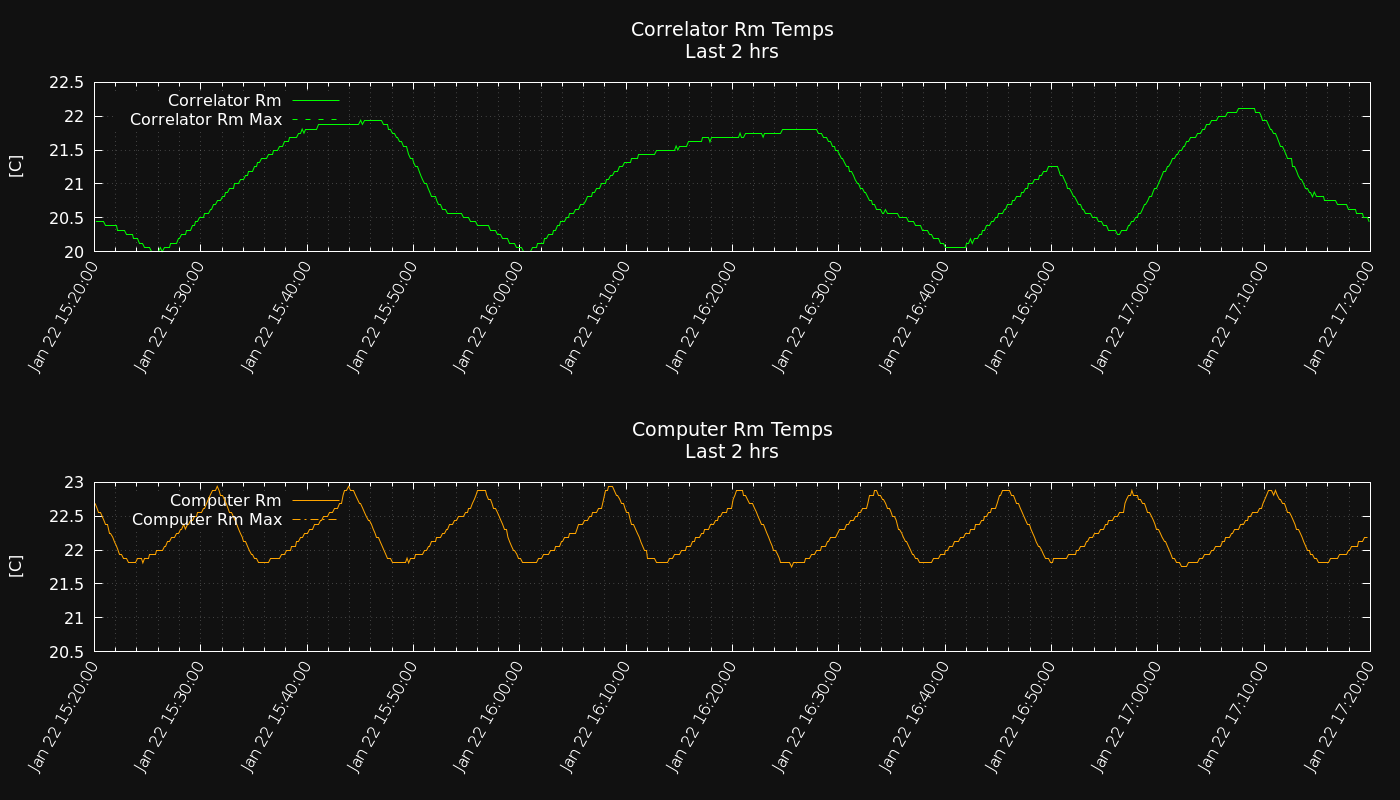 Correlator Rm Temps
Last 2 hrs
22.5
22
21.5
21
20.5
20
[C]
Correlator Rm
Correlator Rm Max
Jan 22 15:20:00
Jan 22 15:30:00
Jan 22 15:40:00
Jan 22 15:50:00
Jan 22 16:00:00
Jan 22 16:10:00
Jan 22 16:20:00
Jan 22 16:30:00
Jan 22 16:40:00
Jan 22 16:50:00
Jan 22 17:00:00
Jan 22 17:10:00
Jan 22 17:20:00
Computer Rm Temps
Last 2 hrs
23
22.5
22
21.5
21
20.5
[C]
Computer Rm
Computer Rm Max
Jan 22 15:20:00
Jan 22 15:30:00
Jan 22 15:40:00
Jan 22 15:50:00
Jan 22 16:00:00
Jan 22 16:10:00
Jan 22 16:20:00
Jan 22 16:30:00
Jan 22 16:40:00
Jan 22 16:50:00
Jan 22 17:00:00
Jan 22 17:10:00
Jan 22 17:20:00